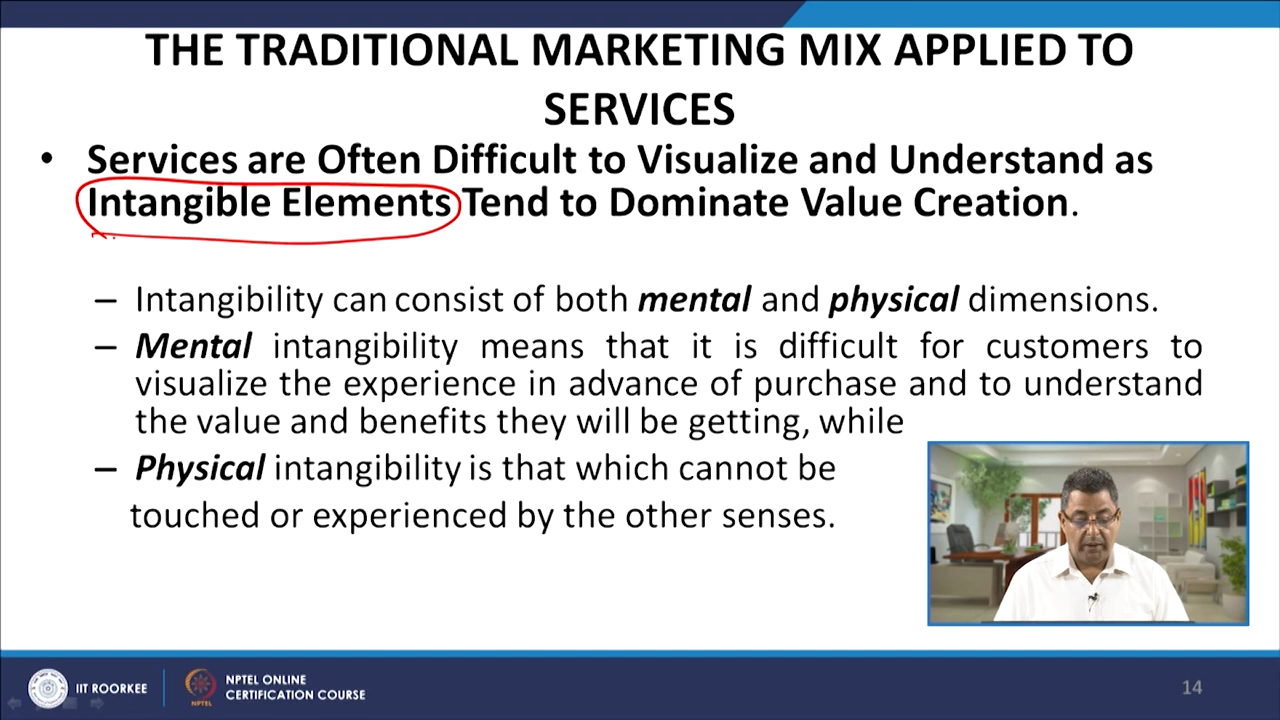 THE TRADITIONAL MARKETING MIX APPLIED TO
SERVICES
• Services are Often Difficult to Visualize and Understand as
Intangible Elements Tend to Dominate Value Creation.
– Intangibility can consist of both mental and physical dimensions.
– Mental intangibility means that it is difficult for customers to
visualize the experience in advance of purchase and to understand
the value and benefits they will be getting, while
– Physical intangibility is that which cannot be
touched or experienced by the other senses.
IIT ROORKEE
NPTEL
NPTEL ONLINE
CERTIFICATION COURSE
14